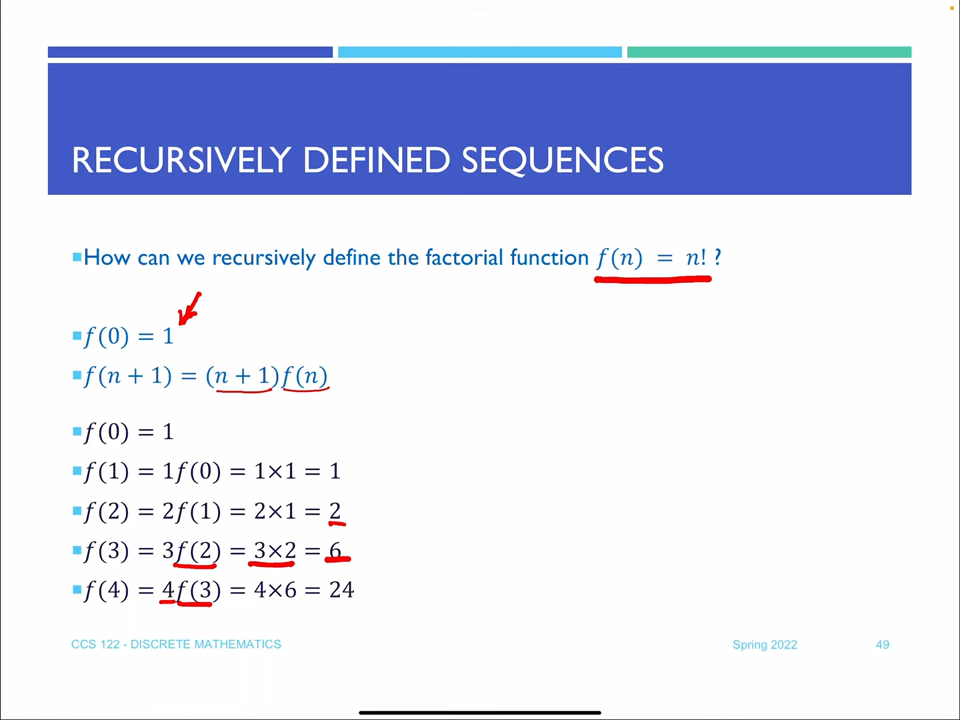 RECURSIVELY DEFINED SEQUENCES
▪How can we recursively define the factorial function 𝑓(𝑛) = 𝑛! ?
▪𝑓(0) = 1
▪𝑓(𝑛 + 1) = (𝑛 + 1)𝑓(𝑛)
▪𝑓(0) = 1
▪𝑓(1) = 1𝑓(0) = 1×1 = 1
▪𝑓(2) = 2𝑓(1) = 2×1 = 2
▪𝑓(3) = 3𝑓(2) = 3×2 = 6
▪𝑓(4) = 4𝑓(3) = 4×6 = 24
CCS 122 - DISCRETE MATHEMATICS Spring 2022 49